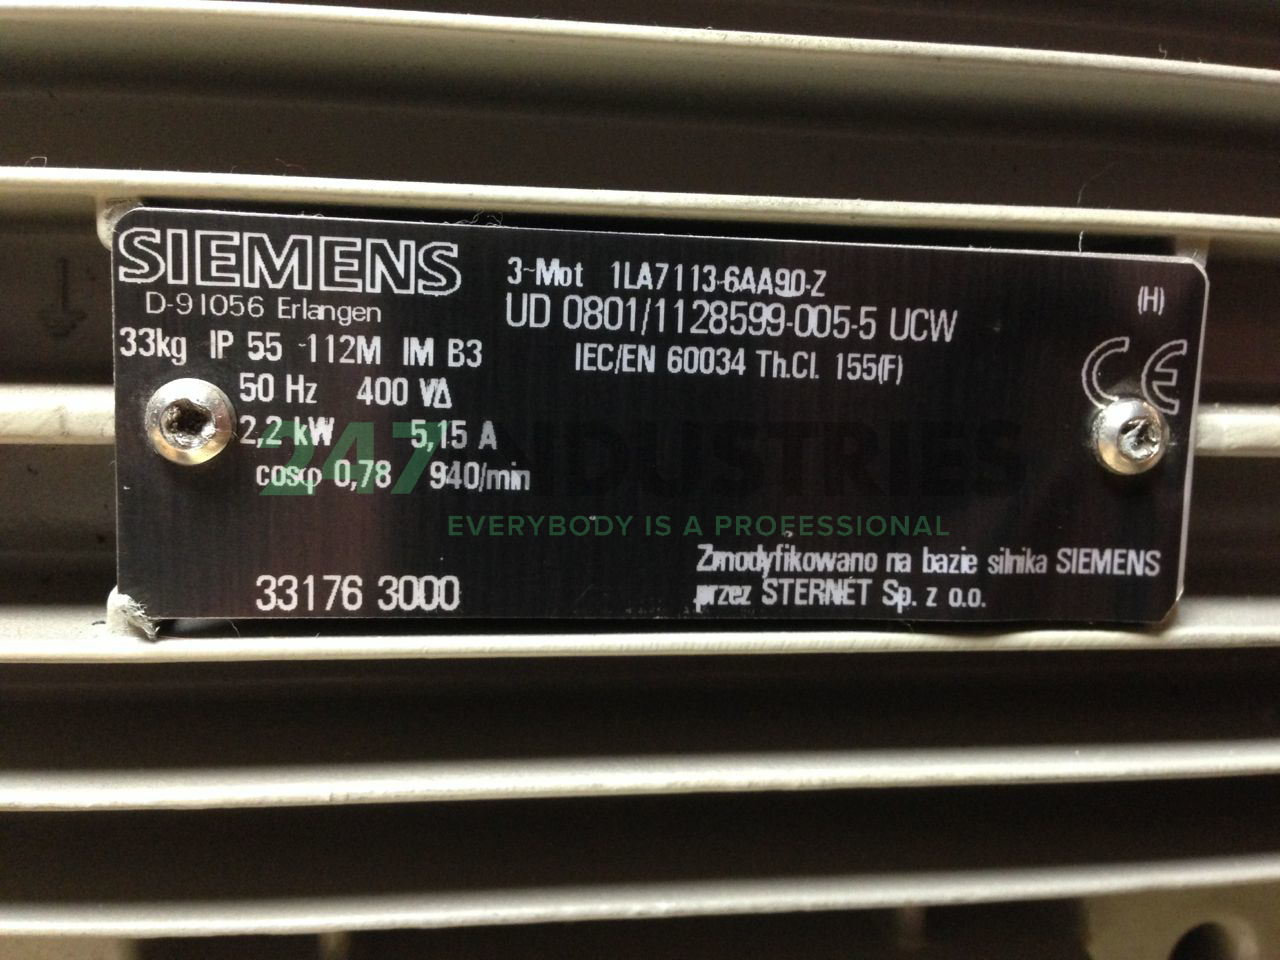 SIEMENS
D-91056 Erlangen
3~Mot 1LA7113-6AA90-Z
UD 0801/1128599-005-5 UCW
(H)
33kg IP 55 112M IM B3
IEC/EN 60034 Th.Cl. 155(F)
CE
50 Hz 400 VΔ
2,2 kW 5,15 A
cosφ 0,78 940/min
247 INDUSTRIES
EVERYBODY IS A PROFESSIONAL
Zmodyfikowano na bazie silnika SIEMENS
przez STERNET Sp. z o.o.
33176 3000